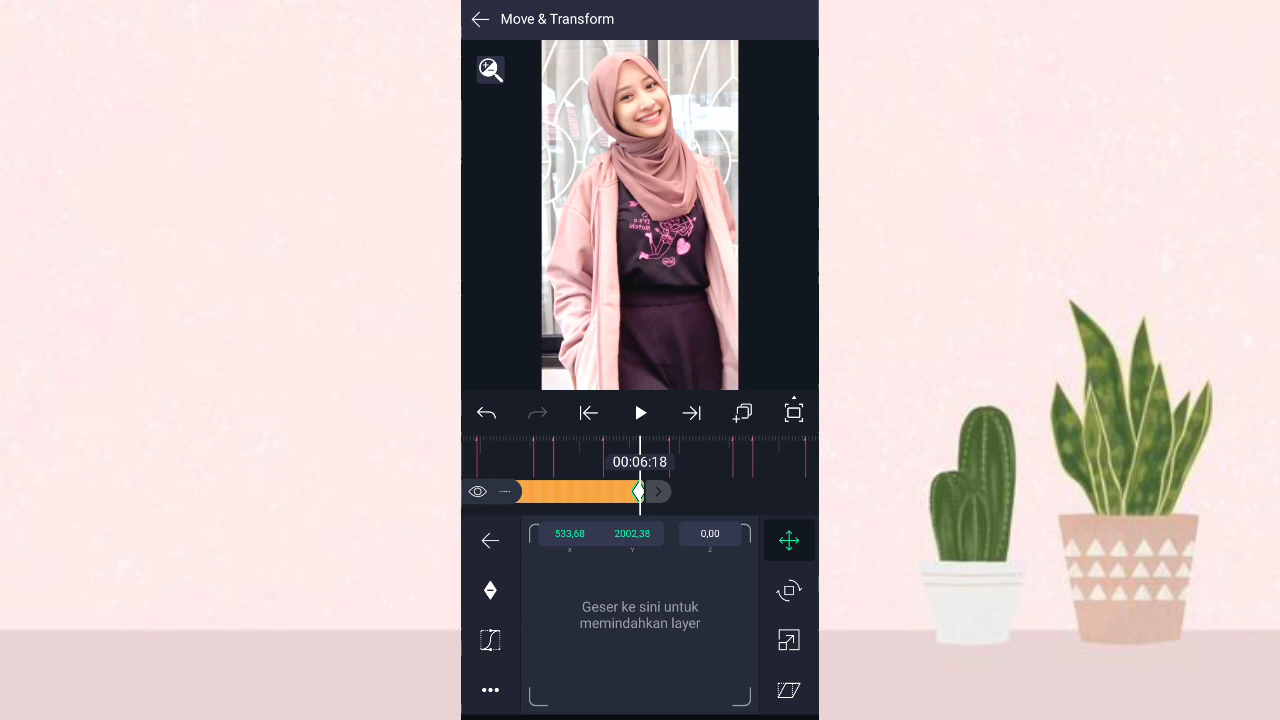 Move & Transform
00:06:18
533,68 2002,38 0,00
X Y Z
Geser ke sini untuk
memindahkan layer